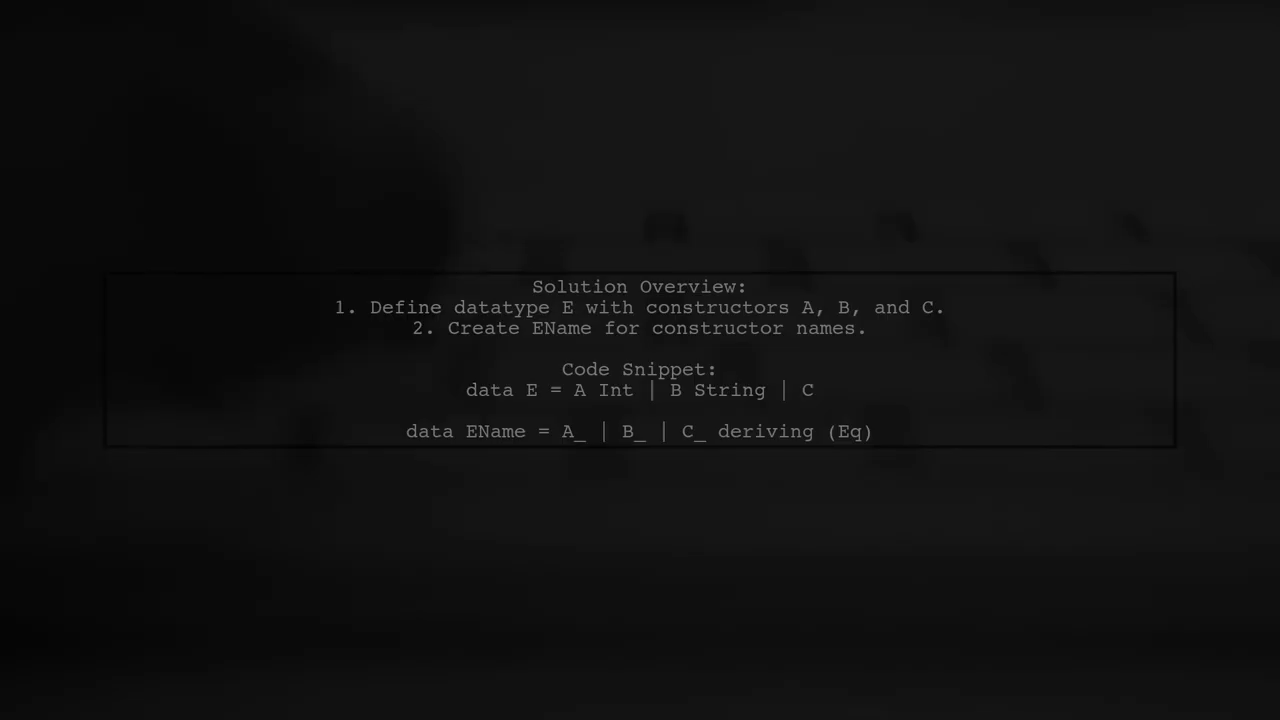 Solution Overview:
1. Define datatype E with constructors A, B, and C.
2. Create EName for constructor names.
Code Snippet:
data E = A Int | B String | C
data EName = A_ | B_ | C_ deriving (Eq)